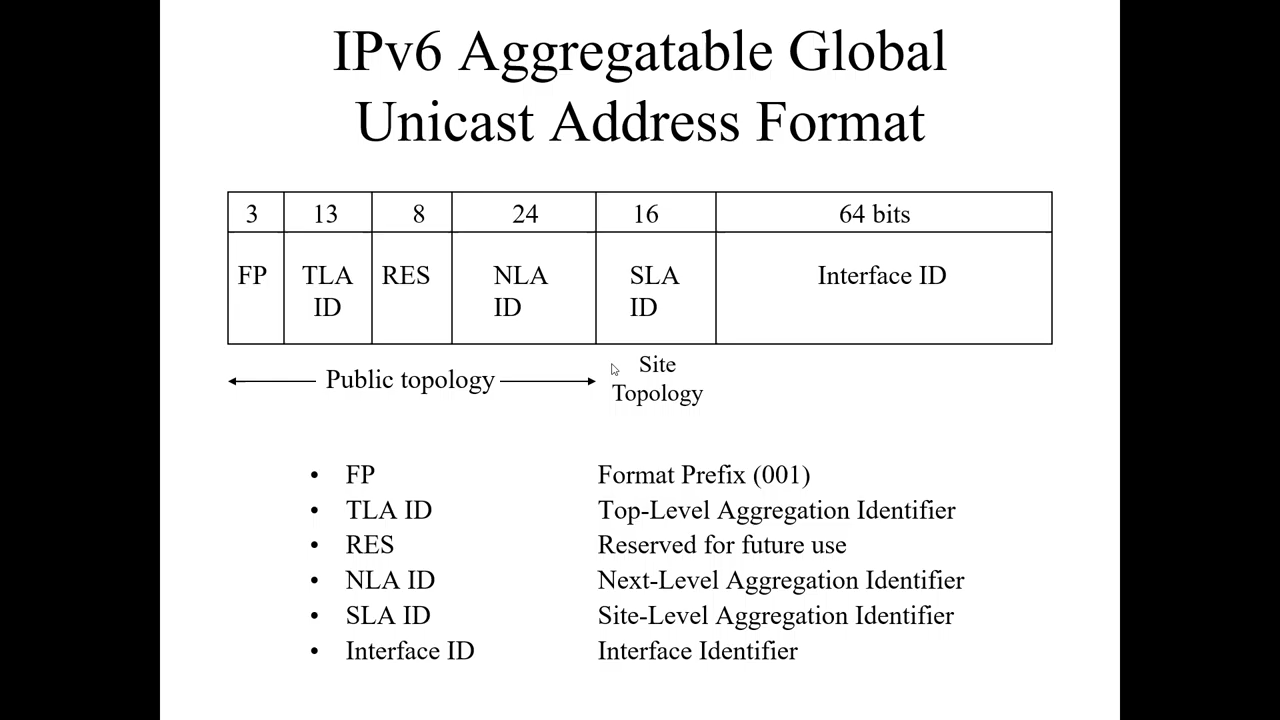 IPv6 Aggregatable Global
Unicast Address Format
3 13 8 24 16 64 bits
FP TLA RES NLA SLA Interface ID
ID ID ID
Public topology
Site
Topology
• FP Format Prefix (001)
• TLA ID Top-Level Aggregation Identifier
• RES Reserved for future use
• NLA ID Next-Level Aggregation Identifier
• SLA ID Site-Level Aggregation Identifier
• Interface ID Interface Identifier